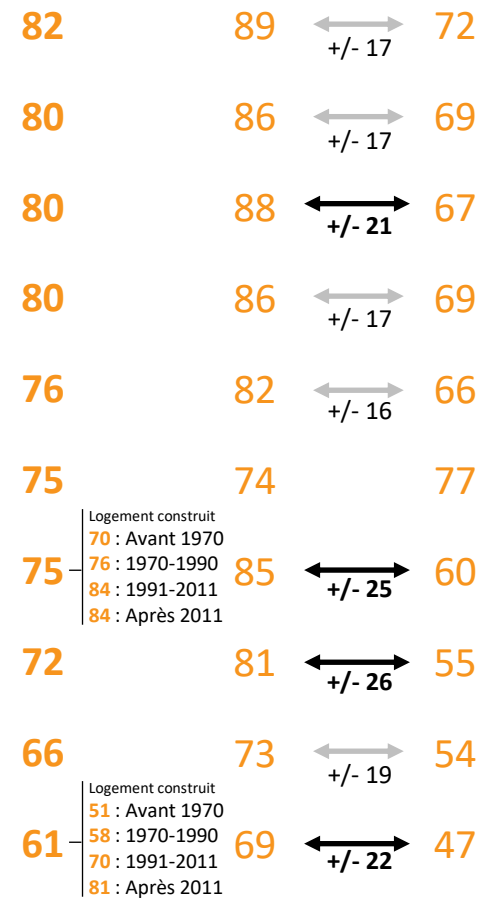 82 89 72
+/- 17
80 86 69
+/- 17
80 88 67
+/- 21
80 86 69
+/- 17
76 82 66
+/- 16
75 74 77
Logement construit
70 : Avant 1970
76 : 1970-1990
75 85 60
84 : 1991-2011
+/- 25
84 : Après 2011
72 81 55
+/- 26
66 73 54
+/- 19
Logement construit
51 : Avant 1970
58 : 1970-1990
61 69 47
70 : 1991-2011
+/- 22
81 : Après 2011